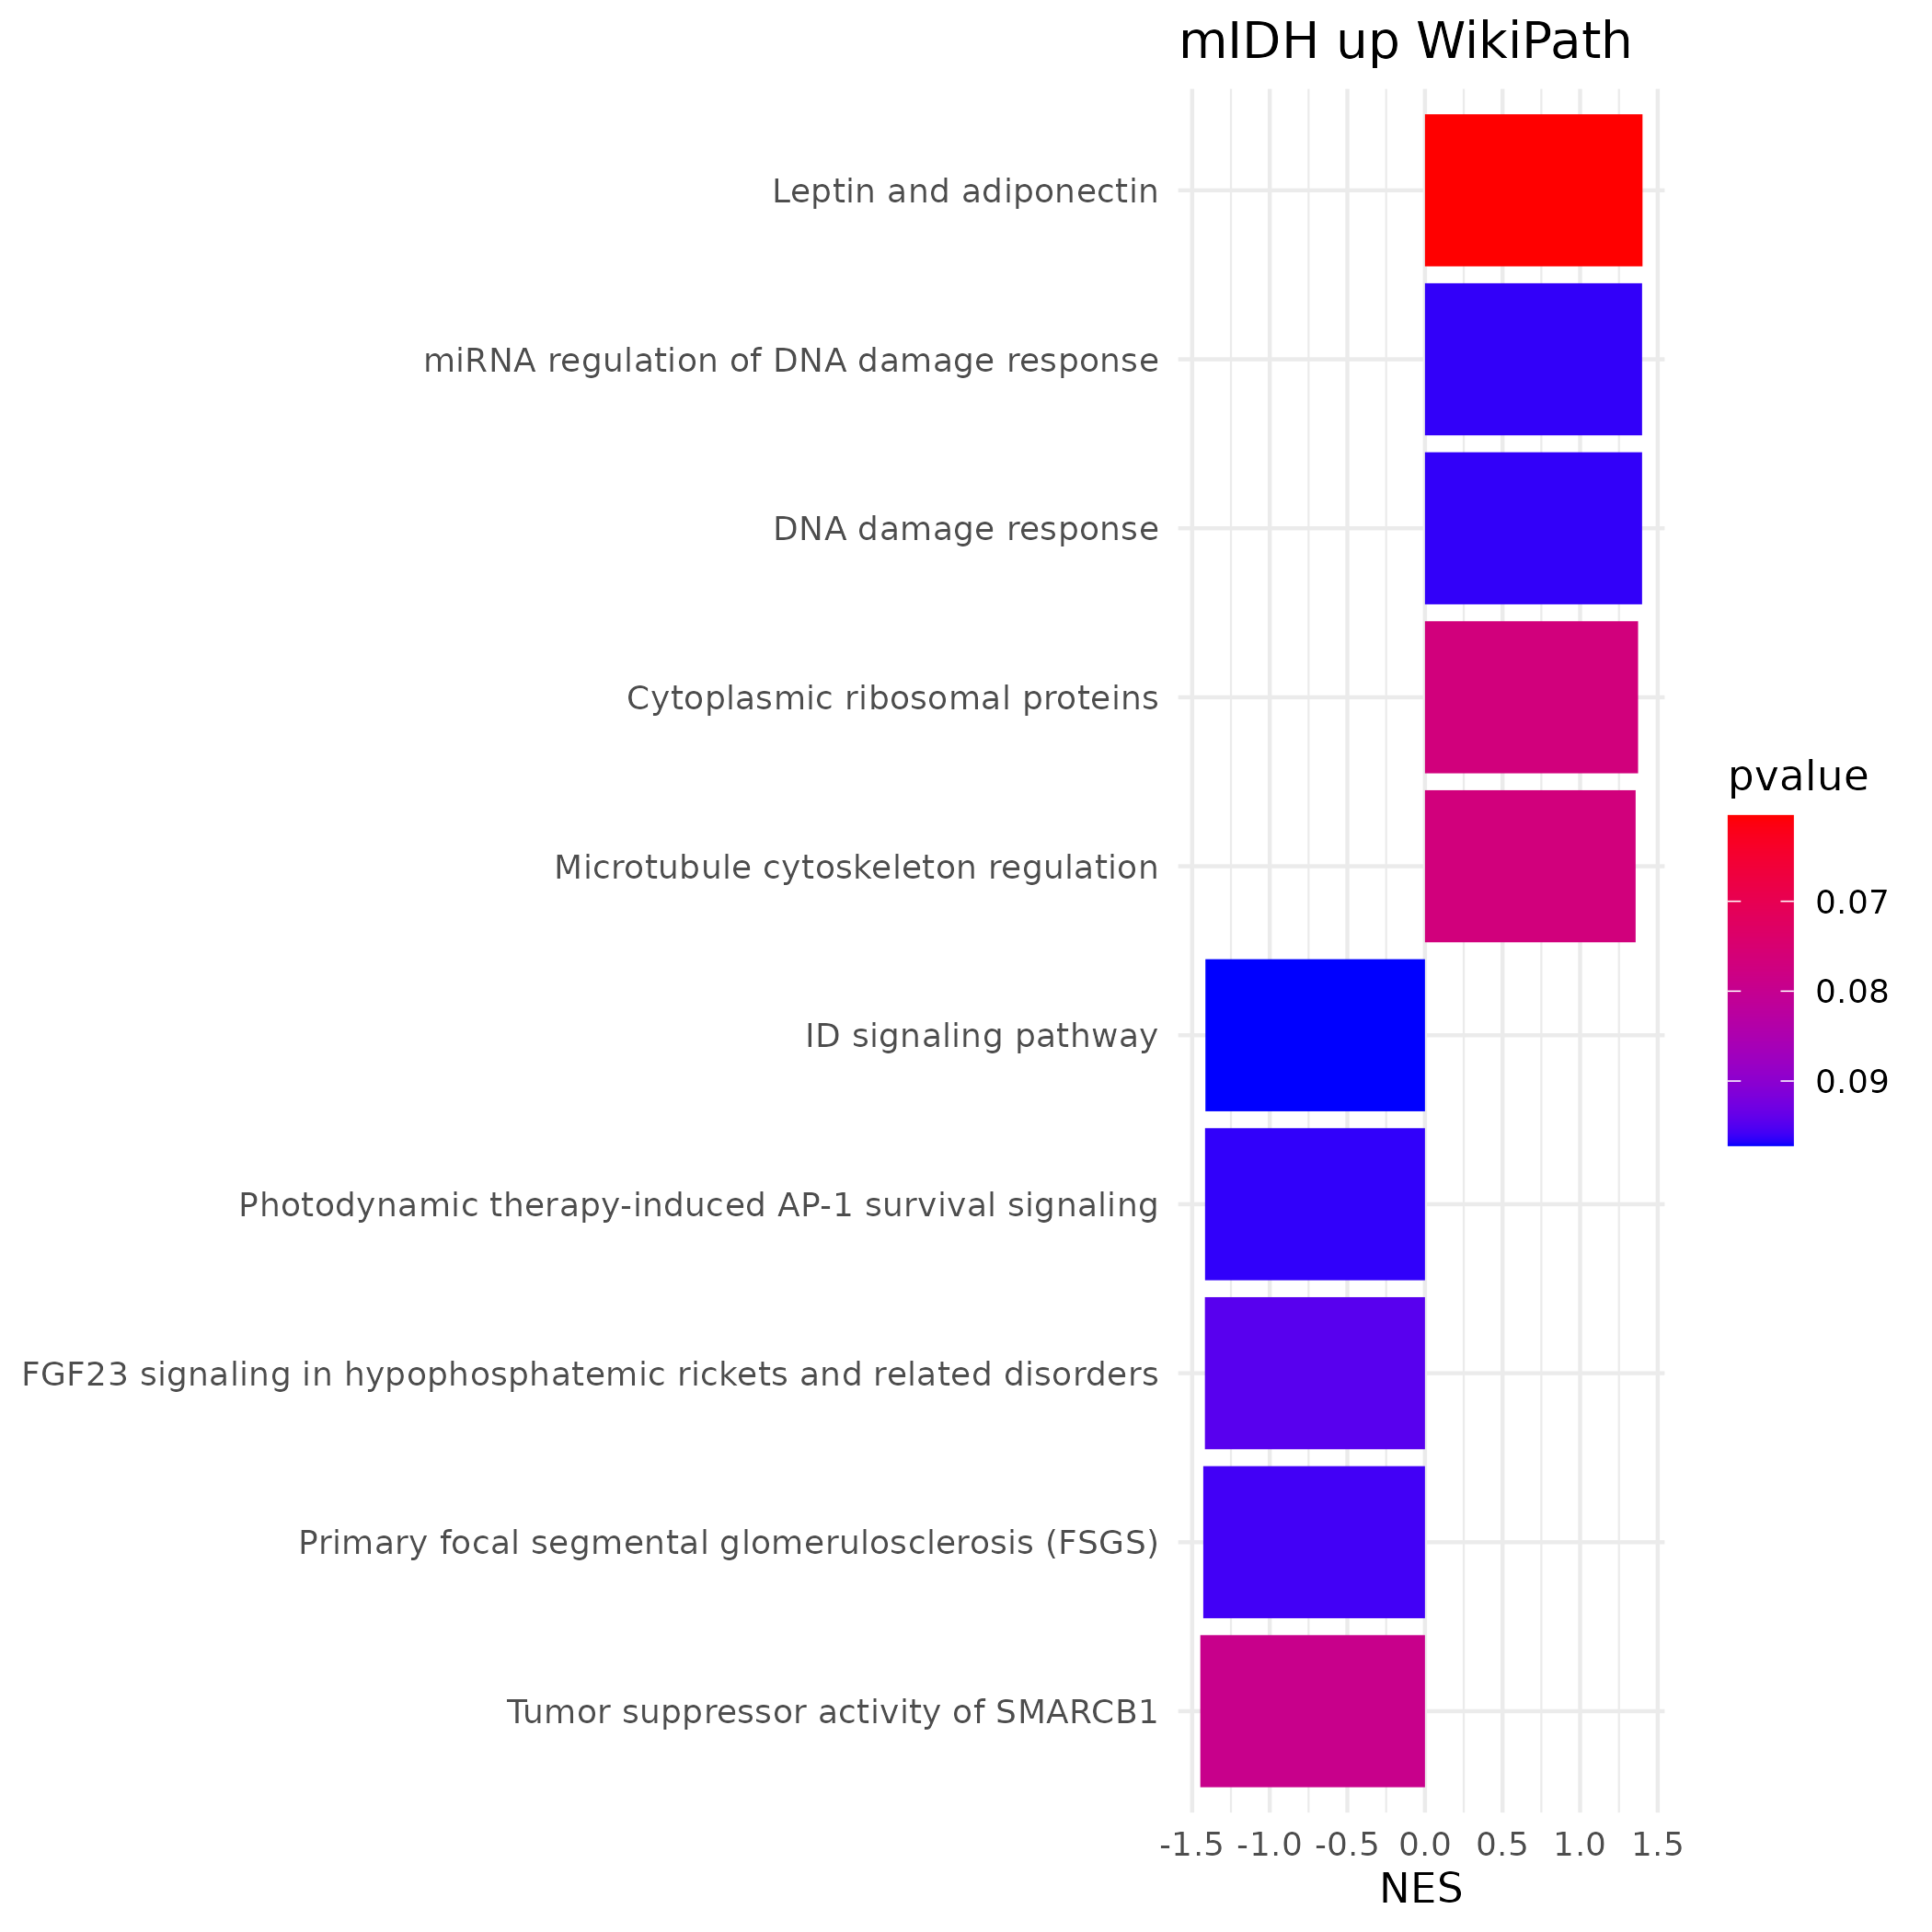 mIDH up WikiPath
Leptin and adiponectin
miRNA regulation of DNA damage response
DNA damage response
Cytoplasmic ribosomal proteins
Microtubule cytoskeleton regulation
ID signaling pathway
Photodynamic therapy-induced AP-1 survival signaling
FGF23 signaling in hypophosphatemic rickets and related disorders
Primary focal segmental glomerulosclerosis (FSGS)
Tumor suppressor activity of SMARCB1
-1.5 -1.0 -0.5 0.0 0.5 1.0 1.5
NES
pvalue
0.07
0.08
0.09